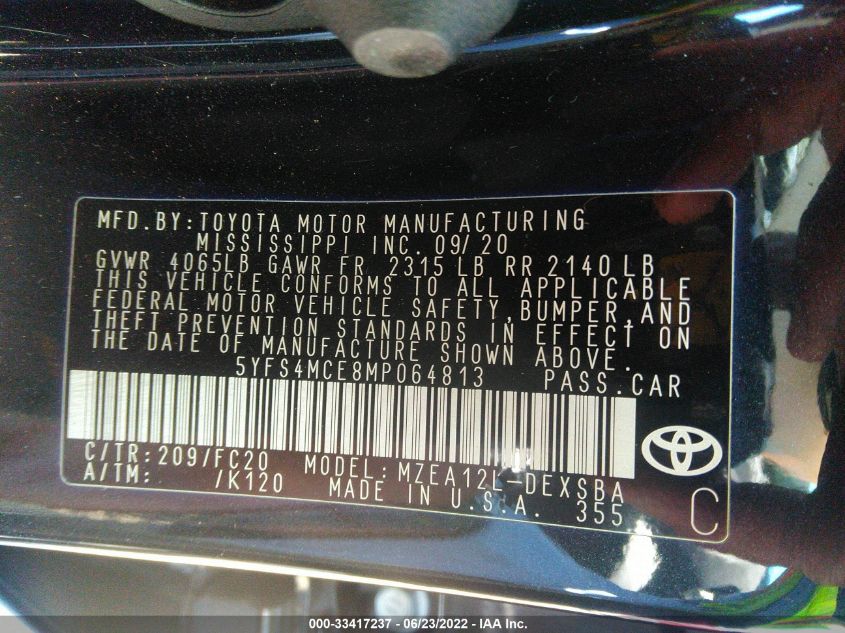 MFD.BY:TOYOTA MOTOR MANUFACTURING
MISSISSIPPI INC. 09/20
GVWR 4065LB GAWR FR 2315 LB RR 2140 LB
THIS VEHICLE CONFORMS TO ALL APPLICABLE
FEDERAL MOTOR VEHICLE SAFETY, BUMPER, AND
THEFT PREVENTION STANDARDS IN EFFECT ON
THE DATE OF MANUFACTURE SHOWN ABOVE.
5YFS4MCE8MP064813 PASS.CAR
C/TR:209/FC20 MODEL:MZEA12L-DEXSBA
A/TM: /K120 MADE IN U.S.A. 355
C
000-33417237 - 06/23/2022 - IAA Inc.